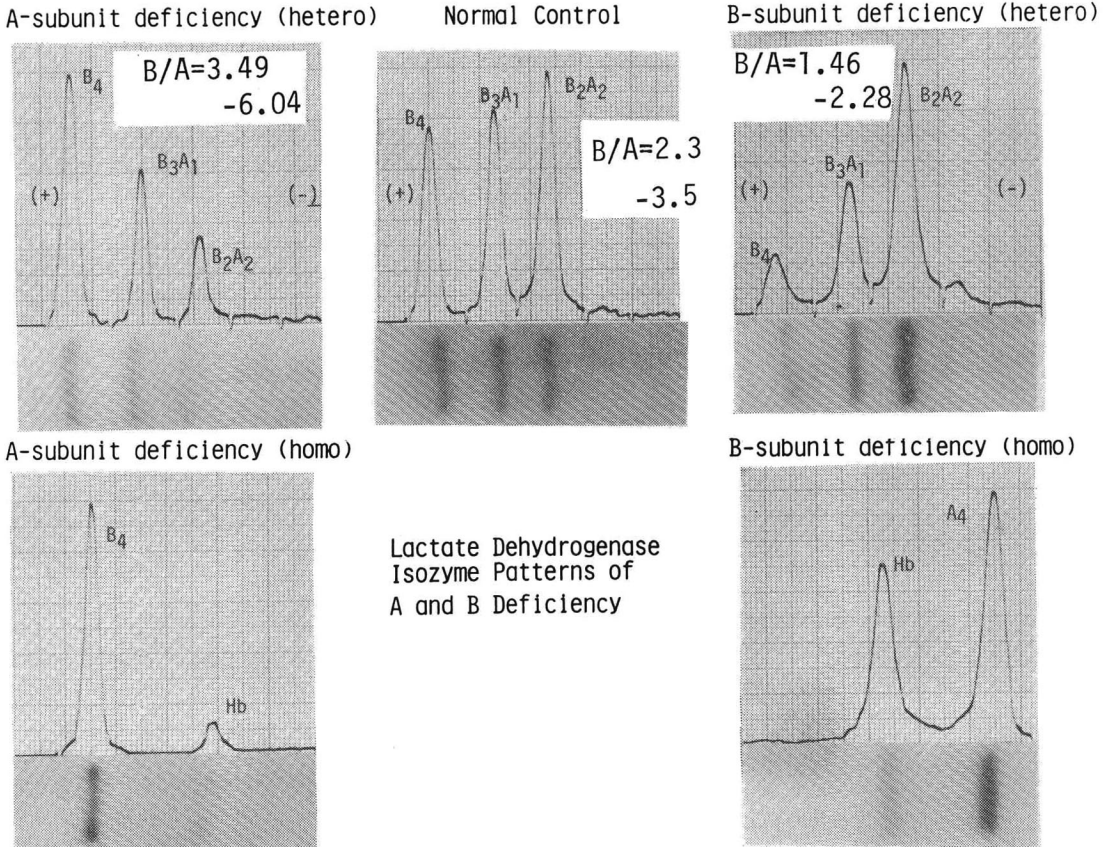 A-subunit deficiency (hetero)
B₄
B/A=3.49
-6.04
B₃A₁
B₂A₂
(+)
(-)
Normal Control
B₄
B₃A₁
B₂A₂
B/A=2.3
-3.5
(+)
B-subunit deficiency (hetero)
B/A=1.46
-2.28
B₂A₂
B₃A₁
B₄
(+)
(-)
A-subunit deficiency (homo)
B₄
Hb
Lactate Dehydrogenase
Isozyme Patterns of
A and B Deficiency
B-subunit deficiency (homo)
A₄
Hb